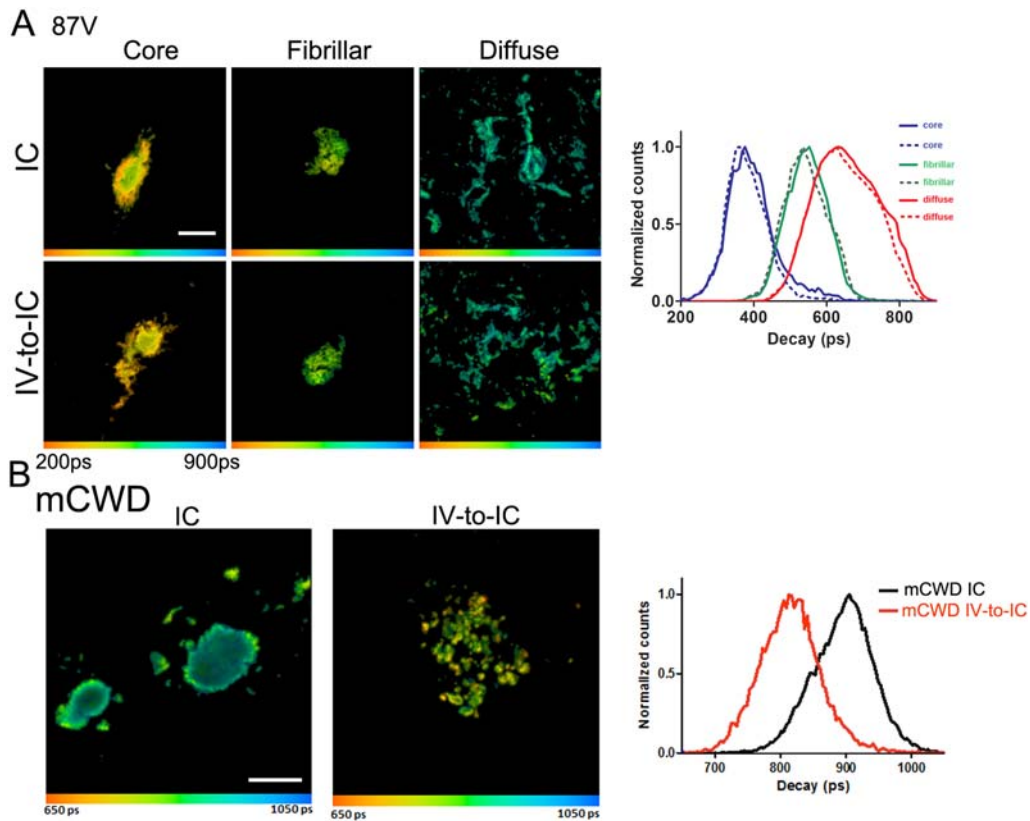 A 87V
Core Fibrillar Diffuse
IC
IV-to-IC
200ps 900ps
Normalized counts
1.0
0.5
0.0
200 400 600 800
Decay (ps)
core
core
fibrillar
fibrillar
diffuse
diffuse
B mCWD
IC IV-to-IC
650 ps 1050 ps 650 ps 1050 ps
Normalized counts
1.0
0.5
0.0
700 800 900 1000
Decay (ps)
mCWD IC
mCWD IV-to-IC